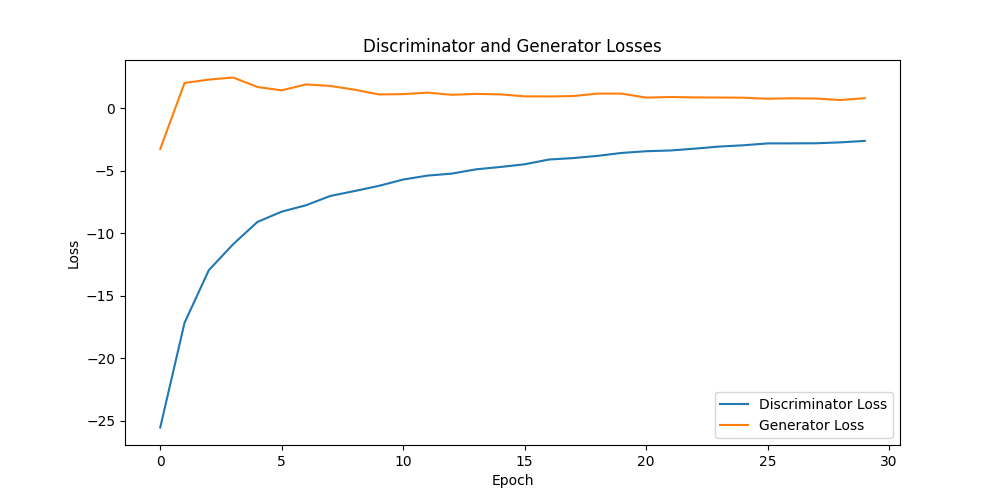 Discriminator and Generator Losses
0
−5
−10
−15
−20
−25
Loss
0 5 10 15 20 25 30
Epoch
Discriminator Loss
Generator Loss